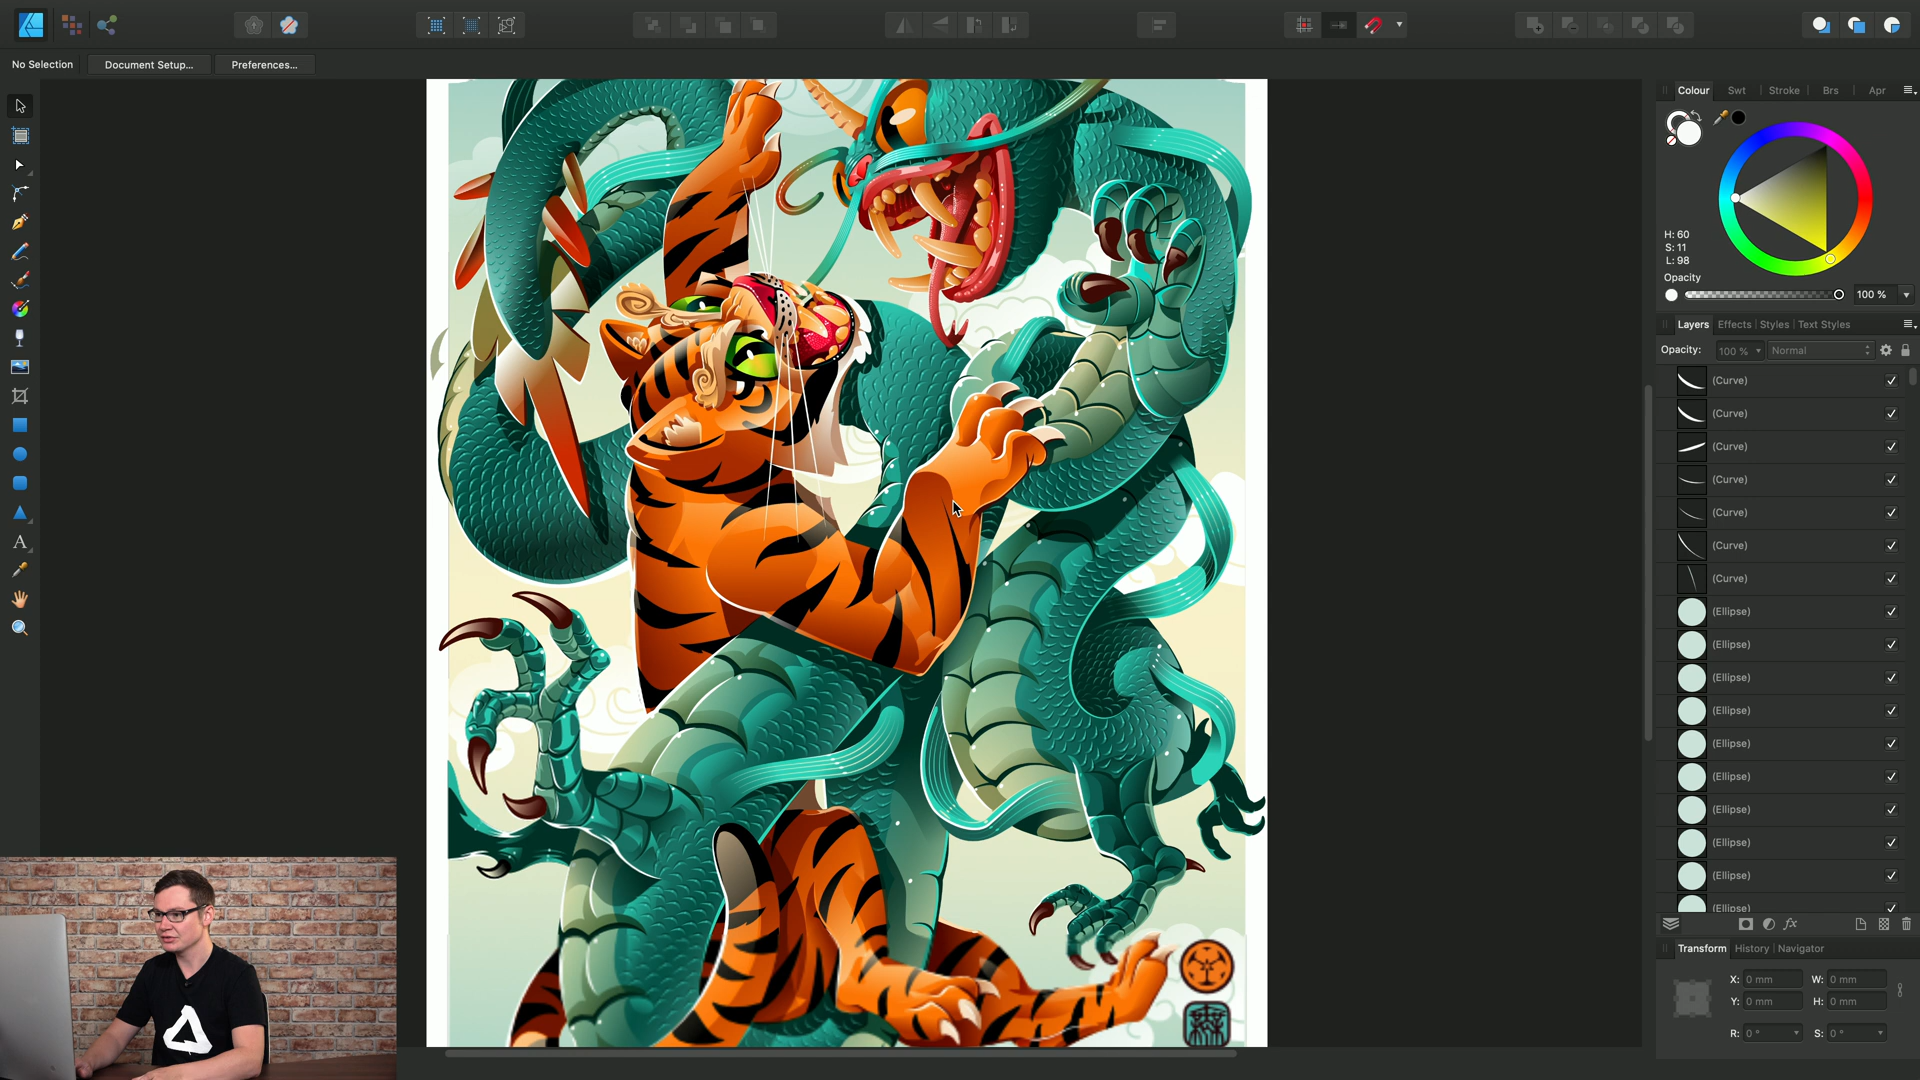 No Selection
Document Setup...
Preferences...
Colour
Swt
Stroke
Brs
Apr
H: 60
S: 11
L: 98
Opacity
100 %
Layers
Effects
Styles
Text Styles
Opacity:
100 %
Normal
(Curve)
(Curve)
(Curve)
(Curve)
(Curve)
(Curve)
(Curve)
(Ellipse)
(Ellipse)
(Ellipse)
(Ellipse)
(Ellipse)
(Ellipse)
(Ellipse)
(Ellipse)
(Ellipse)
(Ellipse)
fx
Transform
History
Navigator
X: 0 mm
W: 0 mm
Y: 0 mm
H: 0 mm
R: 0 °
S: 0 °
A